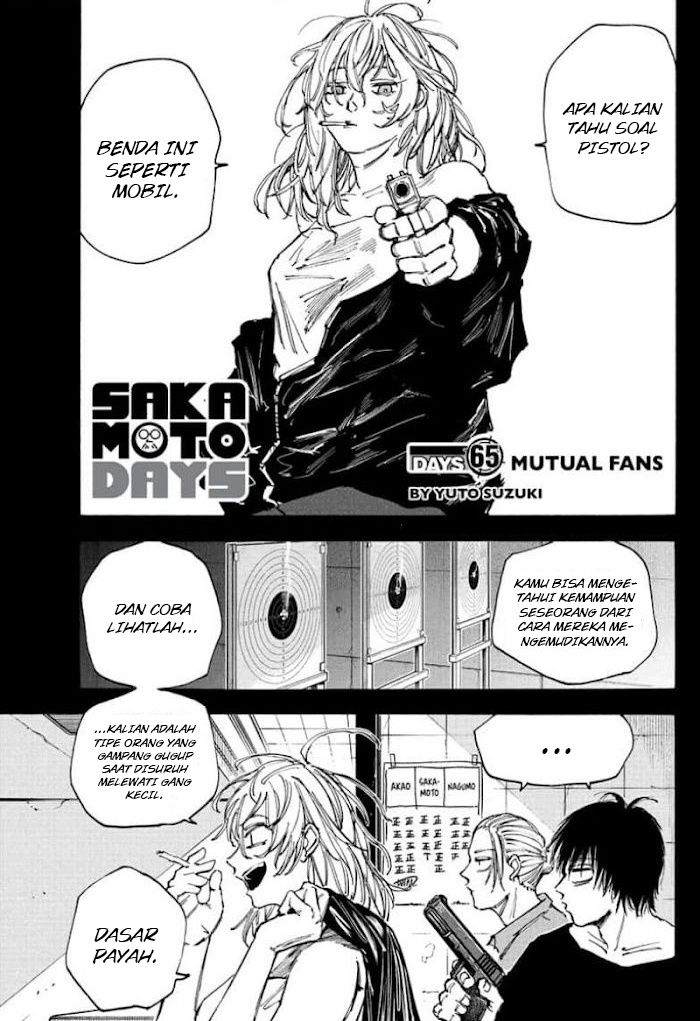 APA KALIAN
TAHU SOAL
PISTOL?
BENDA INI
SEPERTI
MOBIL.
SAKA
MOTO
DAYS
DAYS 65 MUTUAL FANS
BY YUTO SUZUKI
KAMU BISA MENGE-
TAHUI KEMAMPUAN
SESEORANG DARI
CARA MEREKA ME-
NGEMUDIKANNYA.
DAN COBA
LIHATLAH...
...
...KALIAN ADALAH
TIPE ORANG YANG
GAMPANG GUGUP
SAAT DISURUH
MELEWATI GANG
KECIL.
AKAO
SAKA-
MOTO
NAGUMO
DASAR
PAYAH.